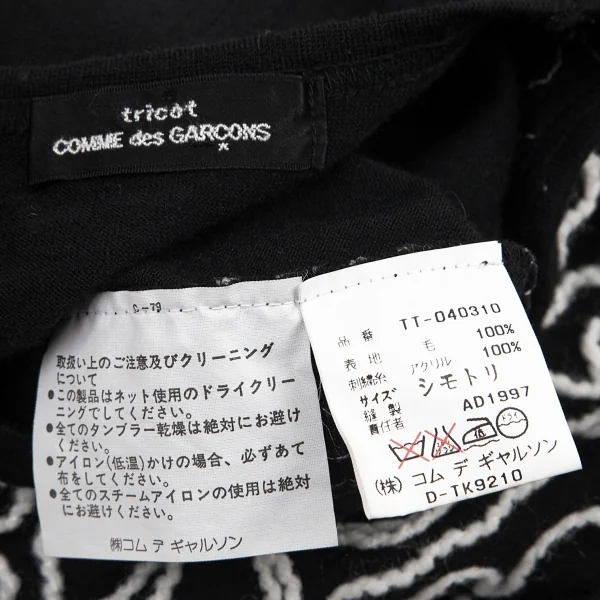 tricot
COMME des GARÇONS
C-79
取扱い上のご注意及びクリーニング
について
●この製品はネット使用のドライクリー
ニングでしてください。
●全てのタンブラー乾燥は絶対にお避け
ください。
●アイロン(低温)かけの場合、必ずあて
布をしてください。
●全てのスチームアイロンの使用は絶対
にお避けください。
㈱コム デ ギャルソン
品番 TT-040310
表地 毛 100%
刺繍糸 アクリル 100%
サイズ シモトリ
縫製
責任者
AD1997
(株) コム デ ギャルソン
D-TK9210